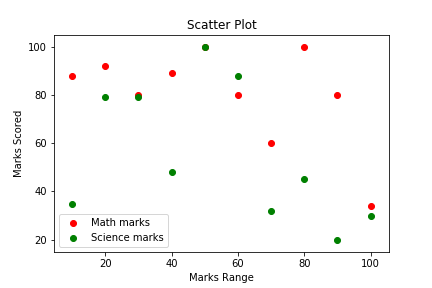 Scatter Plot
100
80
60
40
20
Marks Scored
Math marks
Science marks
20 40 60 80 100
Marks Range